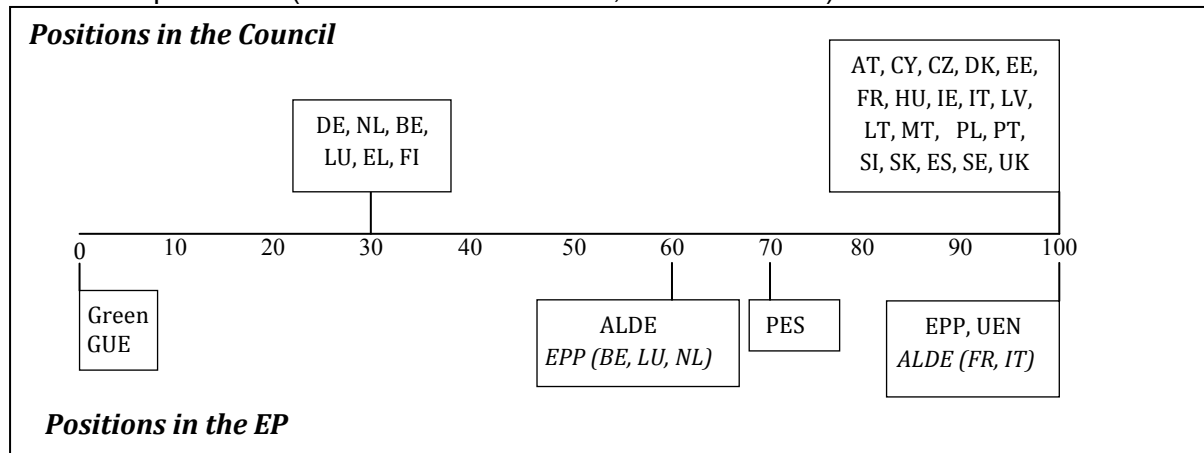 Positions in the Council
AT, CY, CZ, DK, EE,
FR, HU, IE, IT, LV,
LT, MT, PL, PT,
SI, SK, ES, SE, UK
DE, NL, BE,
LU, EL, FI
0 10 20 30 40 50 60 70 80 90 100
Green
GUE
ALDE
EPP (BE, LU, NL)
PES
EPP, UEN
ALDE (FR, IT)
Positions in the EP